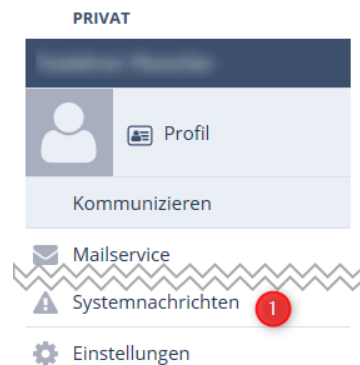 PRIVAT
Profil
Kommunizieren
Mailservice
Systemnachrichten 1
Einstellungen